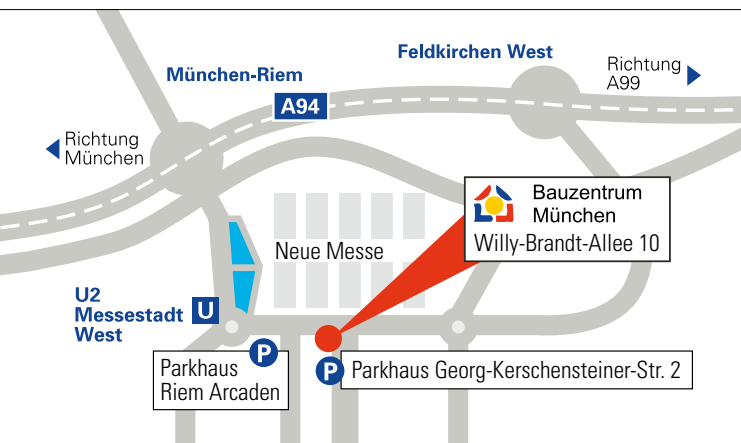 Feldkirchen West
München-Riem
Richtung
A99
A94
Richtung
München
Bauzentrum
München
Willy-Brandt-Allee 10
Neue Messe
U2
Messestadt
West
U
P
Parkhaus
Riem Arcaden
P
Parkhaus Georg-Kerschensteiner-Str. 2